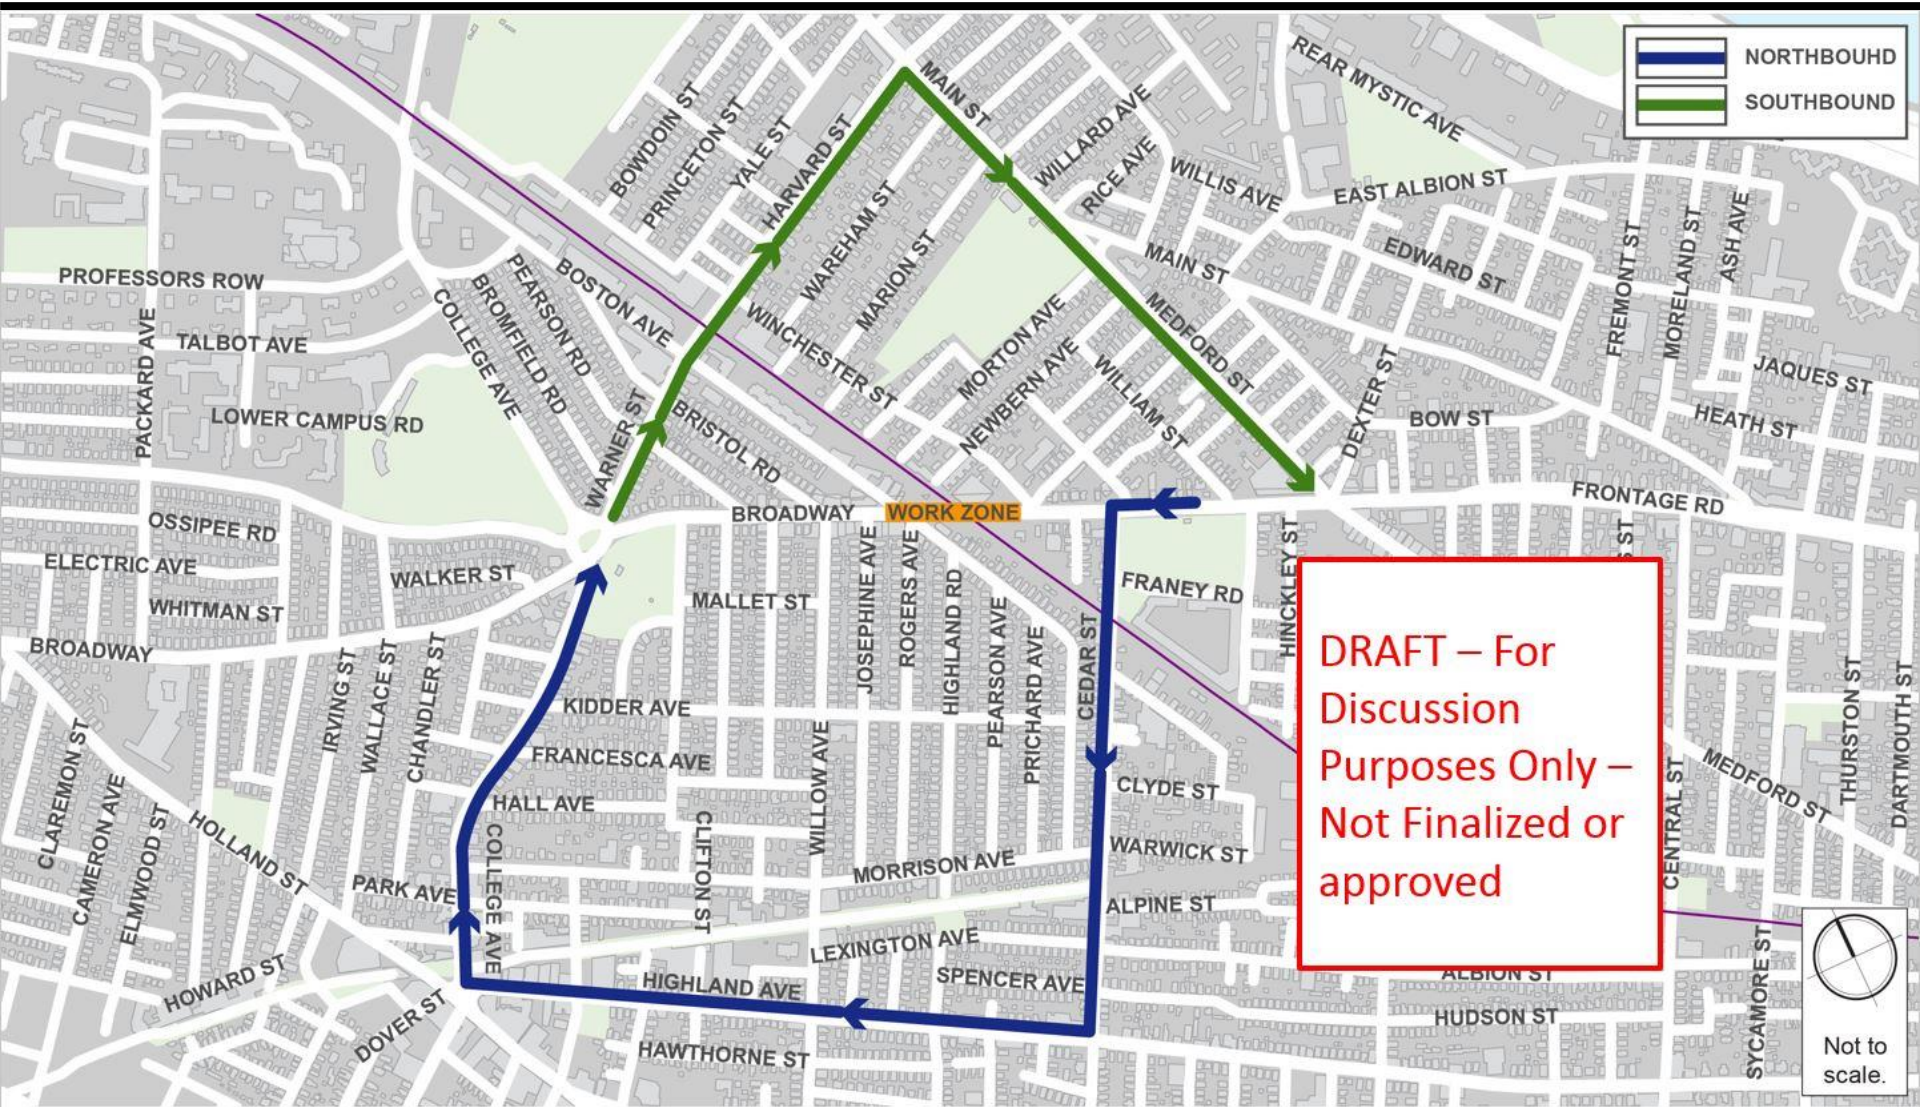 NORTHBOUHD
SOUTHBOUND
REAR MYSTIC AVE
MAIN ST
BOWDOIN ST
PRINCETON ST
YALE ST
HARVARD ST
WILLARD AVE
RICE AVE
WILLIS AVE
EAST ALBION ST
WAREHAM ST
MARION ST
MAIN ST
EDWARD ST
FREMONT ST
MORELAND ST
ASH AVE
PROFESSORS ROW
PEARSON RD
BROMFIELD RD
COLLEGE AVE
BOSTON AVE
WINCHESTER ST
MORTON AVE
NEWBERN AVE
MEDFORD ST
WILLIAM ST
DEXTER ST
BOW ST
JAQUES ST
HEATH ST
PACKARD AVE
TALBOT AVE
LOWER CAMPUS RD
WARNER ST
BRISTOL RD
BROADWAY
WORK ZONE
FRONTAGE RD
OSSIPEE RD
ELECTRIC AVE
WALKER ST
WHITMAN ST
BROADWAY
MALLET ST
JOSEPHINE AVE
ROGERS AVE
HIGHLAND RD
PEARSON AVE
PRICHARD AVE
CEDAR ST
FRANEY RD
HINCKLEY ST
S ST
DRAFT – For
Discussion
Purposes Only –
Not Finalized or
approved
IRVING ST
WALLACE ST
CHANDLER ST
KIDDER AVE
FRANCESCA AVE
HALL AVE
WILLOW AVE
CLIFTON ST
CLYDE ST
WARWICK ST
MORRISON AVE
ALPINE ST
CENTRAL ST
MEDFORD ST
THURSTON ST
DARTMOUTH ST
CLAREMON ST
CAMERON AVE
ELMWOOD ST
HOLLAND ST
PARK AVE
COLLEGE AVE
LEXINGTON AVE
SPENCER AVE
HIGHLAND AVE
HOWARD ST
DOVER ST
HAWTHORNE ST
ALBION ST
HUDSON ST
SYCAMORE ST
Not to
scale.